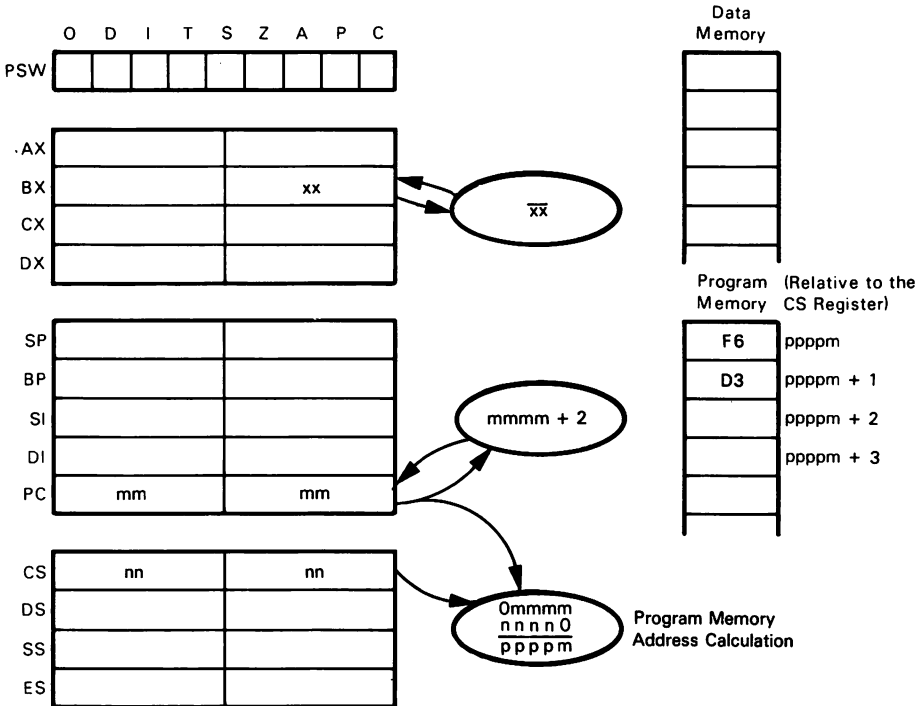 O D I T S Z A P C
PSW
AX
BX xx
CX
DX
x̅x̅
Data
Memory
SP
BP
SI
DI
PC mm mm
mmmm + 2
Program (Relative to the
Memory CS Register)
F6 ppppm
D3 ppppm + 1
ppppm + 2
ppppm + 3
CS nn nn
DS
SS
ES
0mmmm
nnnn0
ppppm
Program Memory
Address Calculation